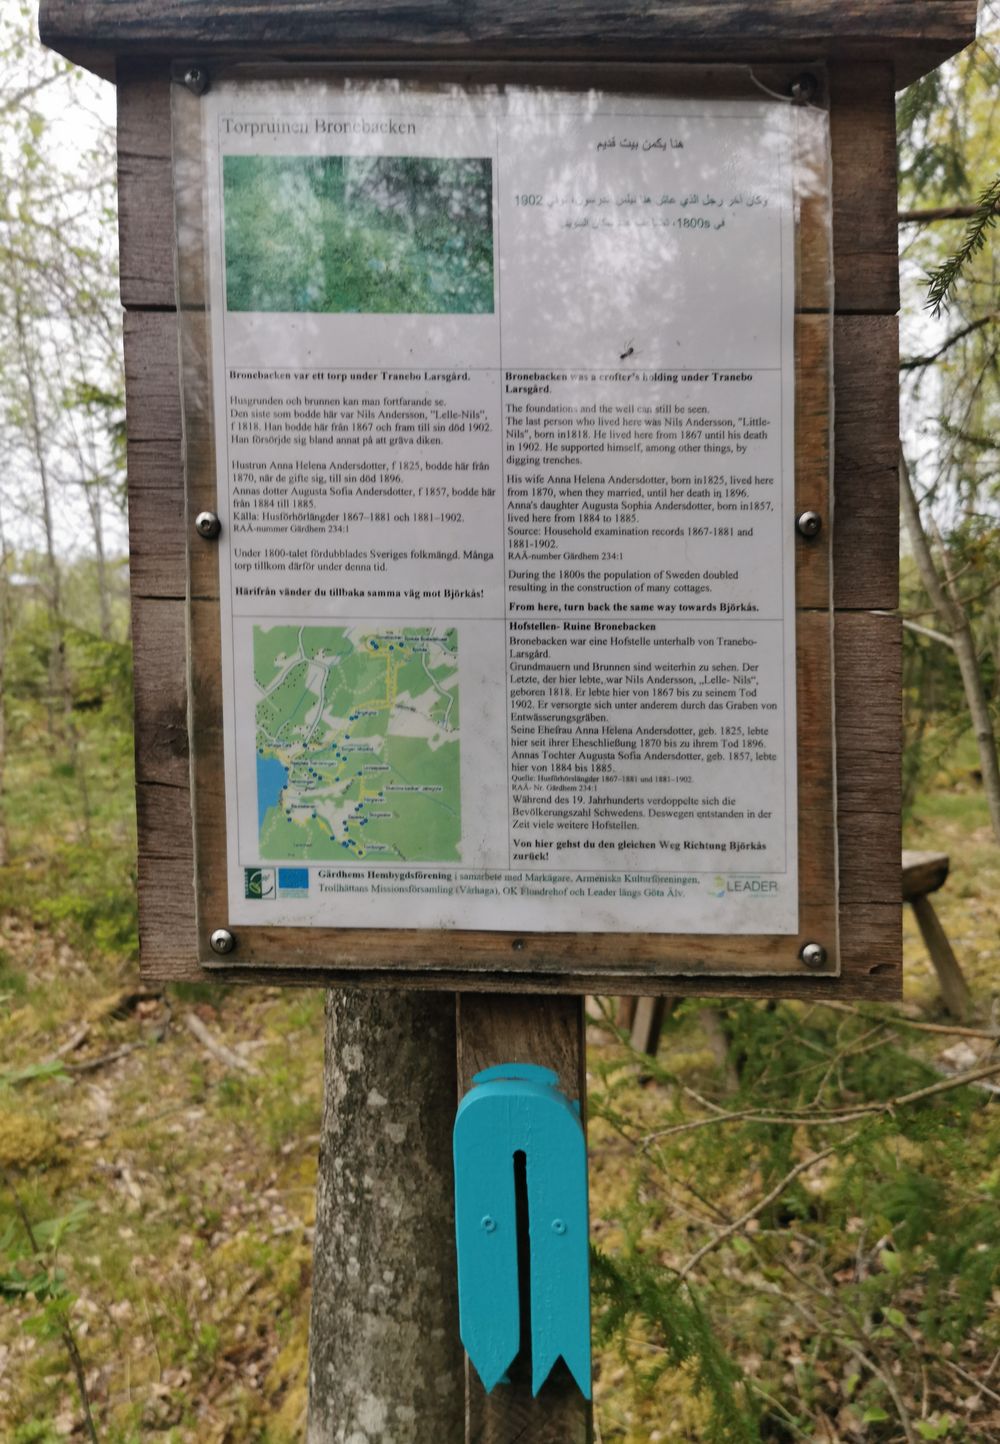 Torpruinen Bronebacken
هنا يكمن بيت قديم
وكان آخر رجل الذي عاش هنا نيلس 1902
في 1800s،
Bronebacken var ett torp under Tranebo Larsgård.
Husgrunden och brunnen kan man fortfarande se.
Den siste som bodde här var Nils Andersson, "Lelle-Nils",
f 1818. Han bodde här från 1867 och fram till sin död 1902.
Han försörjde sig bland annat på att gräva diken.
Hustrun Anna Helena Andersdotter, f 1825, bodde här från
1870, när de gifte sig, till sin död 1896.
Annas dotter Augusta Sofia Andersdotter, f 1857, bodde här
från 1884 till 1885.
Källa: Husförhörlängder 1867–1881 och 1881–1902.
RAÄ-nummer Gärdhem 234:1
Under 1800-talet fördubblades Sveriges folkmängd. Många
torp tillkom därför under denna tid.
Härifrån vänder du tillbaka samma väg mot Björkås!
Bronebacken was a crofter's holding under Tranebo
Larsgård.
The foundations and the well can still be seen.
The last person who lived here was Nils Andersson, "Little-
Nils", born in1818. He lived here from 1867 until his death
in 1902. He supported himself, among other things, by
digging trenches.
His wife Anna Helena Andersdotter, born in1825, lived here
from 1870, when they married, until her death in 1896.
Anna's daughter Augusta Sophia Andersdotter, born in1857,
lived here from 1884 to 1885.
Source: Household examination records 1867-1881 and
1881-1902.
RAÄ-number Gärdhem 234:1
During the 1800s the population of Sweden doubled
resulting in the construction of many cottages.
From here, turn back the same way towards Björkås.
Hofstellen- Ruine Bronebacken
Bronebacken war eine Hofstelle unterhalb von Tranebo-
Larsgård.
Grundmauern und Brunnen sind weiterhin zu sehen. Der
Letzte, der hier lebte, war Nils Andersson, „Lelle- Nils“,
geboren 1818. Er lebte hier von 1867 bis zu seinem Tod
1902. Er versorgte sich unter anderem durch das Graben von
Entwässerungsgräben.
Seine Ehefrau Anna Helena Andersdotter, geb. 1825, lebte
hier seit ihrer Eheschließung 1870 bis zu ihrem Tod 1896.
Annas Tochter Augusta Sofia Andersdotter, geb. 1857, lebte
hier von 1884 bis 1885.
Quelle: Husförhörslängder 1867–1881 und 1881–1902.
RAÄ- Nr. Gärdhem 234:1
Während des 19. Jahrhunderts verdoppelte sich die
Bevölkerungszahl Schwedens. Deswegen entstanden in der
Zeit viele weitere Hofstellen.
Von hier gehst du den gleichen Weg Richtung Björkås
zurück!
Gärdhems Hembygdsförening i samarbete med Markägare, Armeniska Kulturföreningen,
Trollhättans Missionsförsamling (Vårhaga), OK Flundrehof och Leader längs Göta Älv.
LEADER